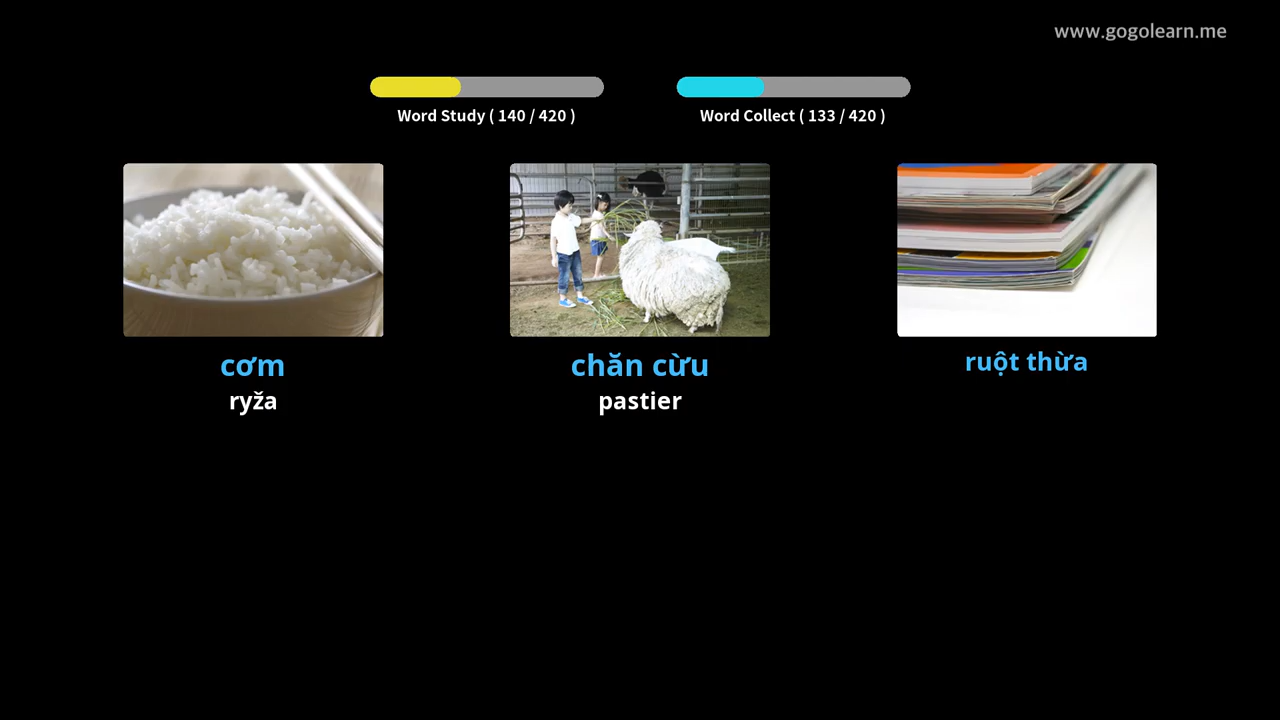 www.gogolearn.me
Word Study ( 140 / 420 )
Word Collect ( 133 / 420 )
cơm
ryža
chăn cừu
pastier
ruột thừa